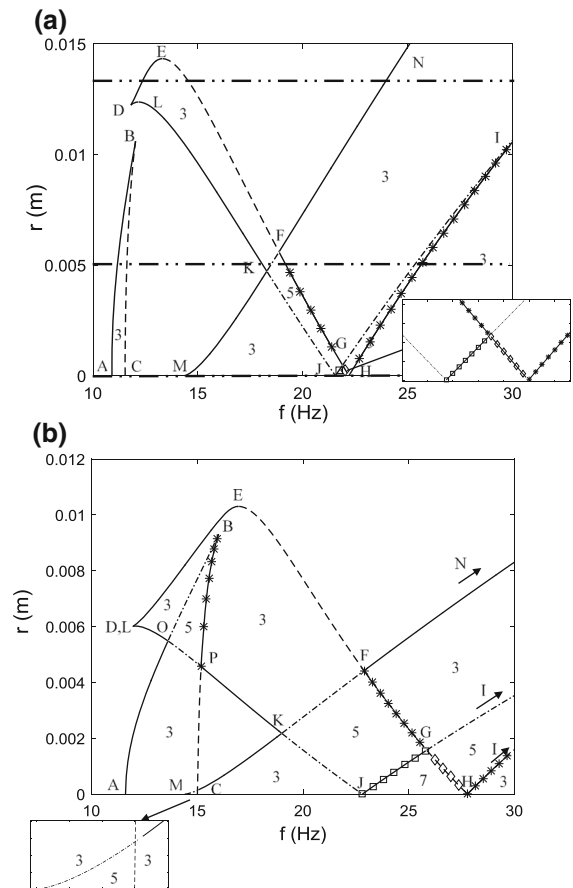 (a)
0.015
N
E
D
L
3
B
0.01
I
3
r (m)
F
0.005
K
3
5
G
3
3
A
C
M
J
H
0
10
15
20
25
30
f (Hz)
(b)
0.012
E
0.01
B
N
0.008
3
3
r (m)
D,L
0.006
O
5
P
F
3
0.004
I
K
5
G
3
5
I
0.002
A
M
C
3
J
7
H
3
0
10
15
20
25
30
f (Hz)
3
3
5